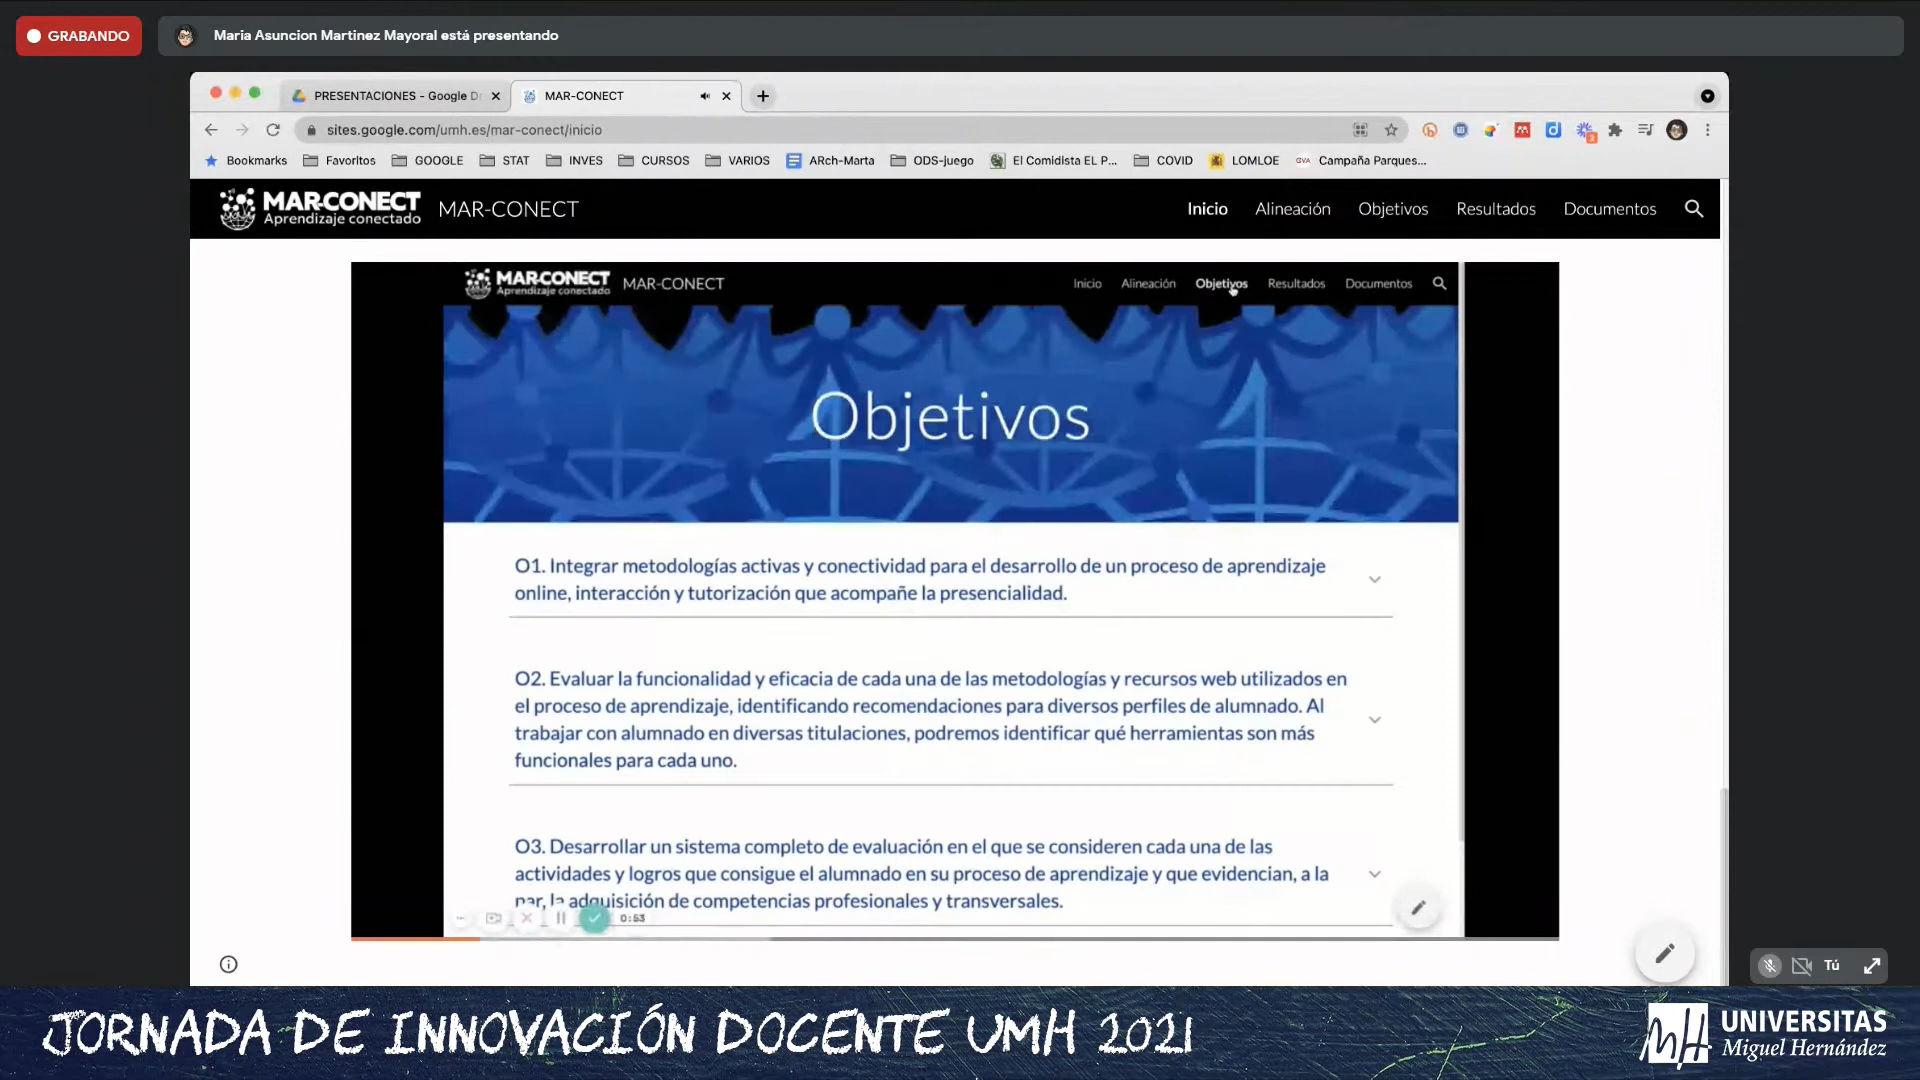 GRABANDO
Maria Asuncion Martinez Mayoral está presentando
PRESENTACIONES - Google D
MAR-CONECT
sites.google.com/umh.es/mar-conect/inicio
Bookmarks Favoritos GOOGLE STAT INVES CURSOS VARIOS ARch-Marta ODS-juego El Comidista EL P... COVID LOMLOE GVA Campaña Parques...
MAR-CONECT
Aprendizaje conectado
MAR-CONECT
Inicio Alineación Objetivos Resultados Documentos
MAR-CONECT
Aprendizaje conectado
MAR-CONECT
Inicio Alineación Objetivos Resultados Documentos
Objetivos
O1. Integrar metodologías activas y conectividad para el desarrollo de un proceso de aprendizaje
online, interacción y tutorización que acompañe la presencialidad.
O2. Evaluar la funcionalidad y eficacia de cada una de las metodologías y recursos web utilizados en
el proceso de aprendizaje, identificando recomendaciones para diversos perfiles de alumnado. Al
trabajar con alumnado en diversas titulaciones, podremos identificar qué herramientas son más
funcionales para cada uno.
O3. Desarrollar un sistema completo de evaluación en el que se consideren cada una de las
actividades y logros que consigue el alumnado en su proceso de aprendizaje y que evidencian, a la
par, la adquisición de competencias profesionales y transversales.
0:53
Tú
JORNADA DE INNOVACIÓN DOCENTE UMH 2021
UNIVERSITAS
Miguel Hernández